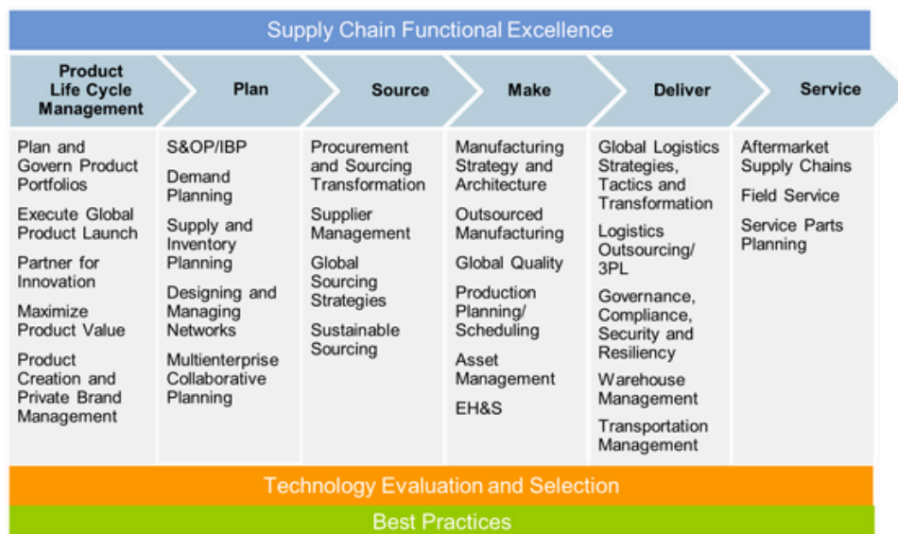 Supply Chain Functional Excellence
Product
Life Cycle
Management
Plan
Source
Make
Deliver
Service
Plan and
Govern Product
Portfolios
Execute Global
Product Launch
Partner for
Innovation
Maximize
Product Value
Product
Creation and
Private Brand
Management
S&OP/IBP
Demand
Planning
Supply and
Inventory
Planning
Designing and
Managing
Networks
Multienterprise
Collaborative
Planning
Procurement
and Sourcing
Transformation
Supplier
Management
Global
Sourcing
Strategies
Sustainable
Sourcing
Manufacturing
Strategy and
Architecture
Outsourced
Manufacturing
Global Quality
Production
Planning/
Scheduling
Asset
Management
EH&S
Global Logistics
Strategies,
Tactics and
Transformation
Logistics
Outsourcing/
3PL
Governance,
Compliance,
Security and
Resiliency
Warehouse
Management
Transportation
Management
Aftermarket
Supply Chains
Field Service
Service Parts
Planning
Technology Evaluation and Selection
Best Practices